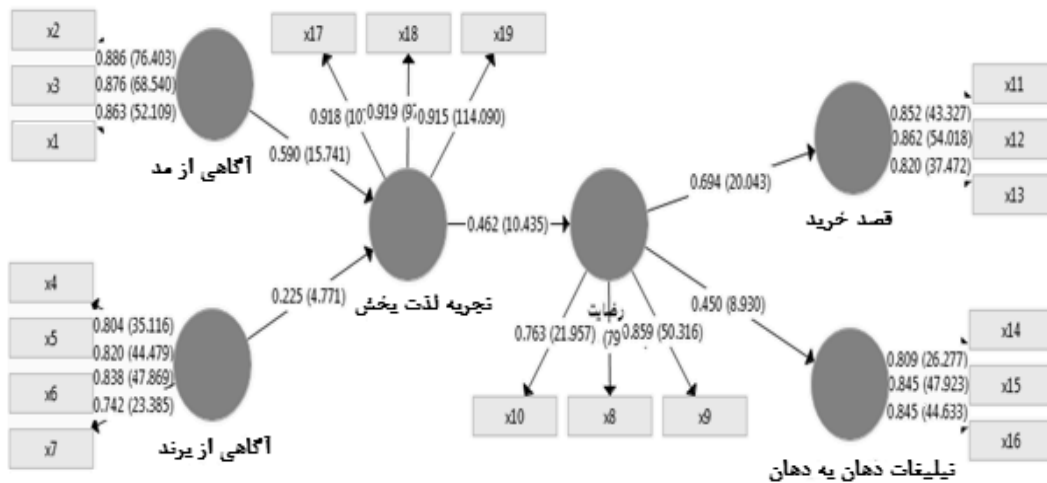 x2
x3
x1
0.886 (76.403)
0.876 (68.540)
0.863 (52.109)
آگاهی از مد
x17
x18
x19
0.919
0.915 (114.090)
0.918
0.590 (15.741)
تجربه لذت بخش
x4
x5
x6
x7
0.804 (35.116)
0.820 (44.479)
0.838 (47.869)
0.742 (23.385)
آگاهی از برند
0.225 (4.771)
0.462 (10.435)
رضایت
0.763 (21.957)
0.859 (50.316)
x10
x8
x9
0.694 (20.043)
0.450 (8.930)
قصد خرید
0.852 (43.327)
0.862 (54.018)
0.820 (37.472)
x11
x12
x13
0.809 (26.277)
0.845 (47.923)
0.845 (44.633)
x14
x15
x16
تبلیغات دهان به دهان